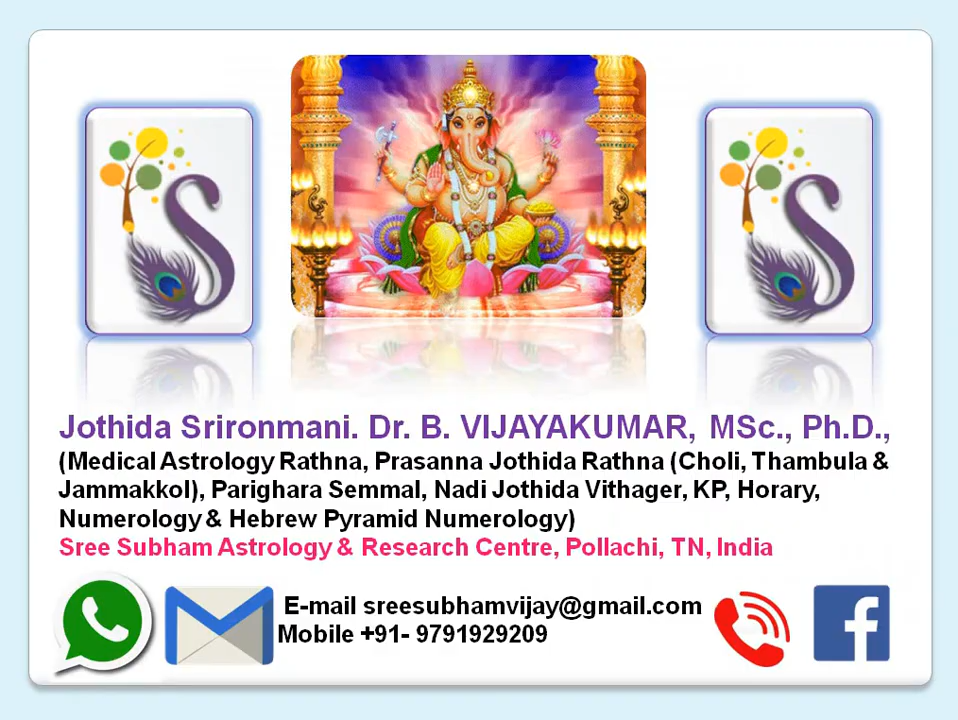 Jothida Srironmani. Dr. B. VIJAYAKUMAR, MSc., Ph.D.,
(Medical Astrology Rathna, Prasanna Jothida Rathna (Choli, Thambula &
Jammakkol), Parighara Semmal, Nadi Jothida Vithager, KP, Horary,
Numerology & Hebrew Pyramid Numerology)
Sree Subham Astrology & Research Centre, Pollachi, TN, India
E-mail sreesubhamvijay@gmail.com
Mobile +91- 9791929209